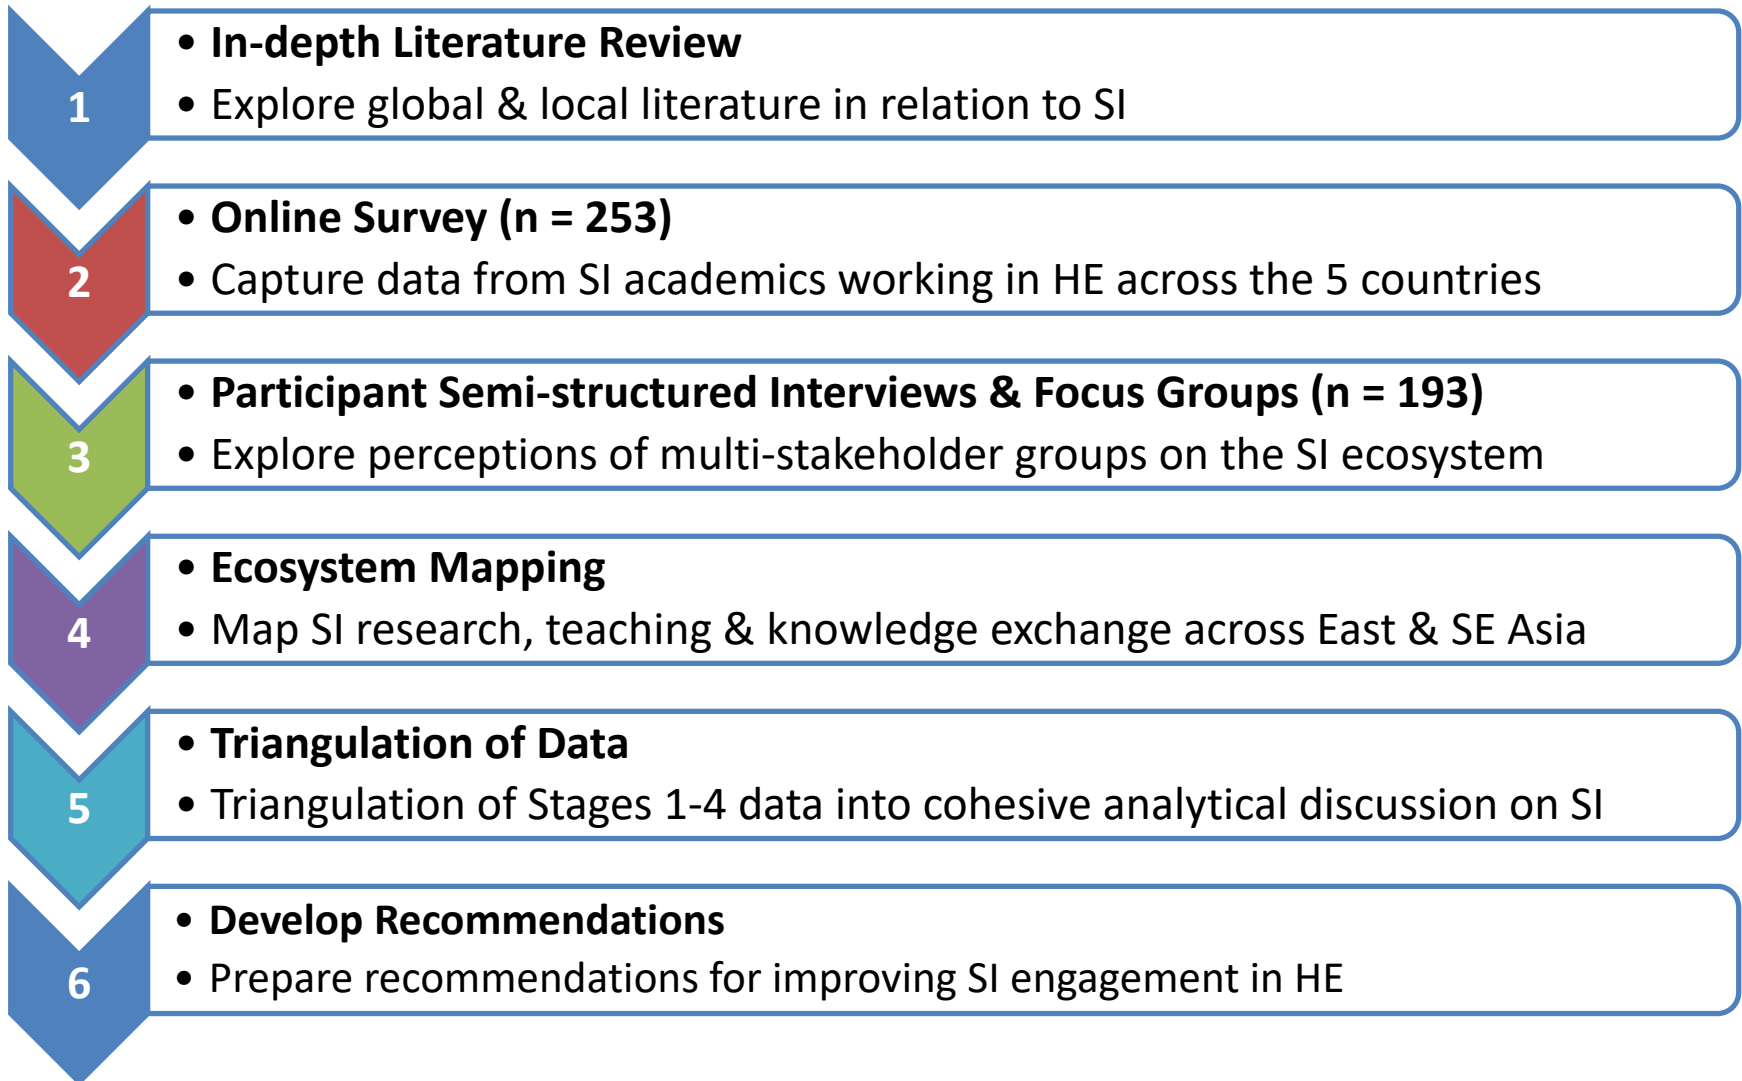 1
• In-depth Literature Review
• Explore global & local literature in relation to SI
2
• Online Survey (n = 253)
• Capture data from SI academics working in HE across the 5 countries
3
• Participant Semi-structured Interviews & Focus Groups (n = 193)
• Explore perceptions of multi-stakeholder groups on the SI ecosystem
4
• Ecosystem Mapping
• Map SI research, teaching & knowledge exchange across East & SE Asia
5
• Triangulation of Data
• Triangulation of Stages 1-4 data into cohesive analytical discussion on SI
6
• Develop Recommendations
• Prepare recommendations for improving SI engagement in HE